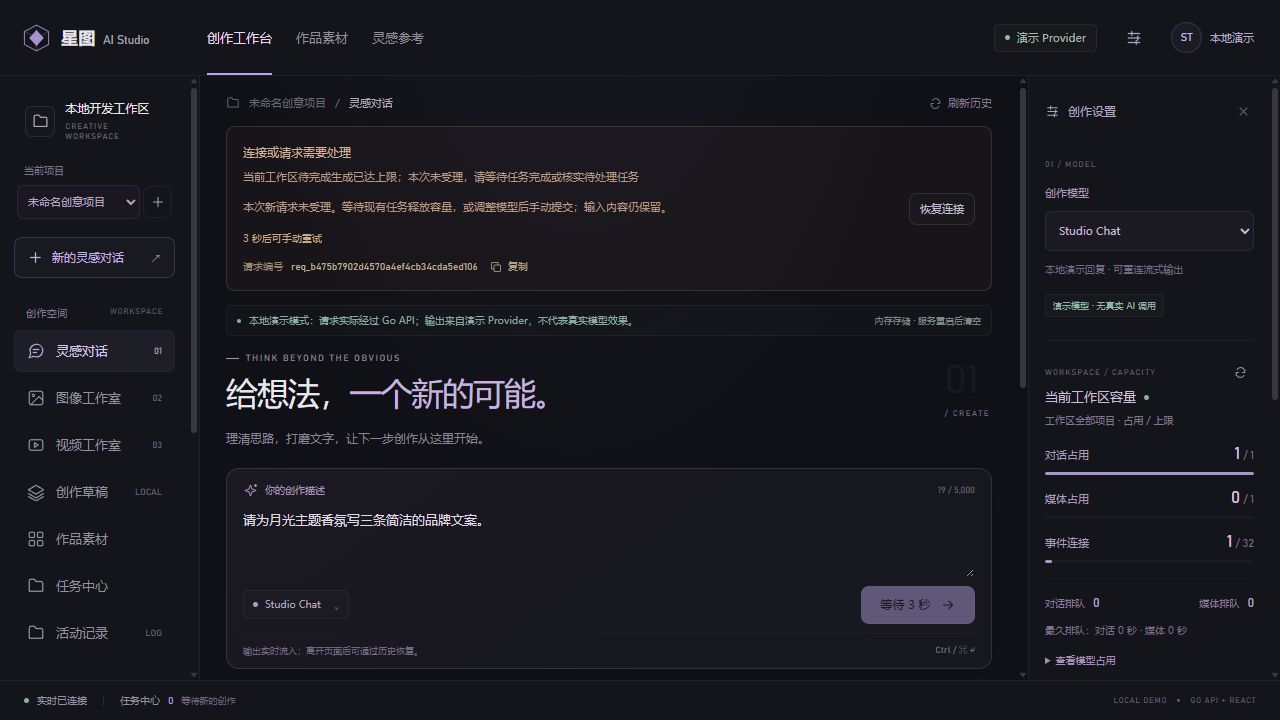 星图 AI Studio
创作工作台 作品素材 灵感参考
演示 Provider
ST 本地演示
本地开发工作区
CREATIVE
WORKSPACE
当前项目
未命名创意项目
新的灵感对话
创作空间 WORKSPACE
灵感对话 01
图像工作室 02
视频工作室 03
创作草稿 LOCAL
作品素材
任务中心
活动记录 LOG
未命名创意项目 / 灵感对话
刷新历史
连接或请求需要处理
当前工作区待完成生成已达上限；本次未受理，请等待任务完成或核实待处理任务
本次新请求未受理。等待现有任务释放容量，或调整模型后手动提交；输入内容仍保留。
3 秒后可手动重试
请求编号 req_b475b7902d4570a4ef4cb34cda5ed106 复制
恢复连接
本地演示模式：请求实际经过 Go API；输出来自演示 Provider，不代表真实模型效果。
内存存储 · 服务重启后清空
THINK BEYOND THE OBVIOUS
给想法，一个新的可能。
01
/ CREATE
理清思路，打磨文字，让下一步创作从这里开始。
你的创作描述
19 / 5,000
请为月光主题香氛写三条简洁的品牌文案。
Studio Chat
等待 3 秒 →
输出实时流入；离开页面后可通过历史恢复。
Ctrl / ⌘ ↵
创作设置
01 / MODEL
创作模型
Studio Chat
本地演示回复 · 可重连流式输出
演示模型 · 无真实 AI 调用
WORKSPACE / CAPACITY
当前工作区容量
工作区全部项目 · 占用 / 上限
对话占用 1 / 1
媒体占用 0 / 1
事件连接 1 / 32
对话排队 0 媒体排队 0
最久排队：对话 0 秒 · 媒体 0 秒
查看模型占用
实时已连接
任务中心 0 等待新的创作
LOCAL DEMO • GO API + REACT